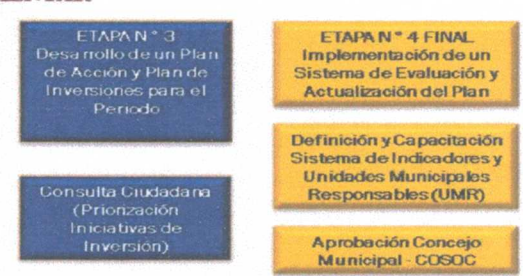 ETAPA N° 3
Desarrollo de un Plan
de Acción y Plan de
Inversiones para el
Periodo
Consulta Ciudadana
(Priorización
Iniciativas de
Inversión)
ETAPA N° 4 FINAL
Implementación de un
Sistema de Evaluación y
Actualización del Plan
Definición y Capacitación
Sistema de Indicadores y
Unidades Municipales
Responsables (UMR)
Aprobación Concejo
Municipal - COSOC